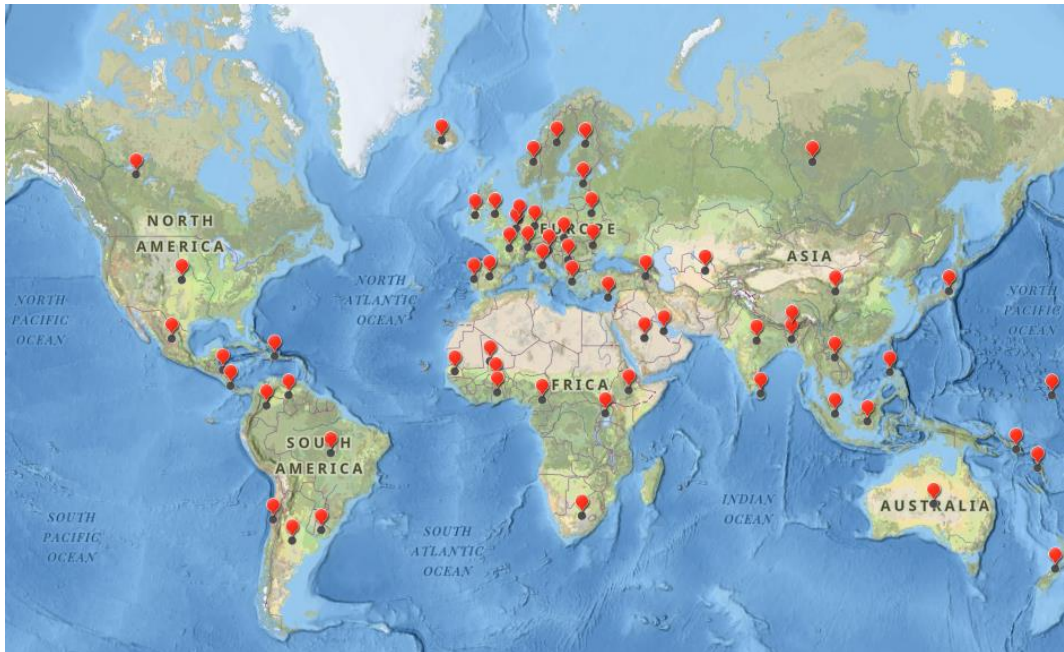 NORTH
AMERICA
EUROPE
ASIA
NORTH
PACIFIC
OCEAN
NORTH
ATLANTIC
OCEAN
NORTH
PACIFIC
OCEAN
AFRICA
SOUTH
AMERICA
SOUTH
PACIFIC
OCEAN
SOUTH
ATLANTIC
OCEAN
INDIAN
OCEAN
AUSTRALIA